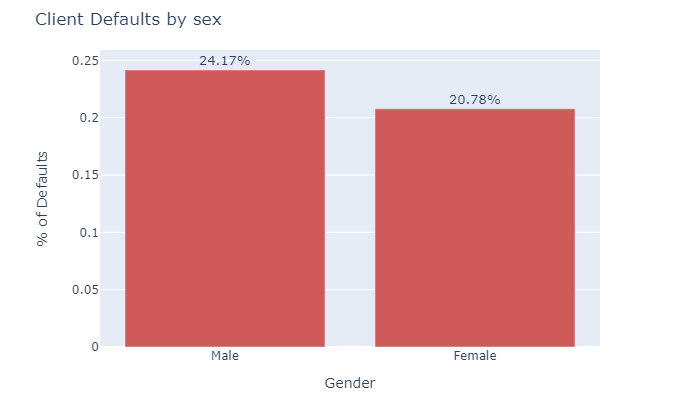 Client Defaults by sex
% of Defaults
0.25
0.2
0.15
0.1
0.05
0
24.17%
20.78%
Male
Female
Gender